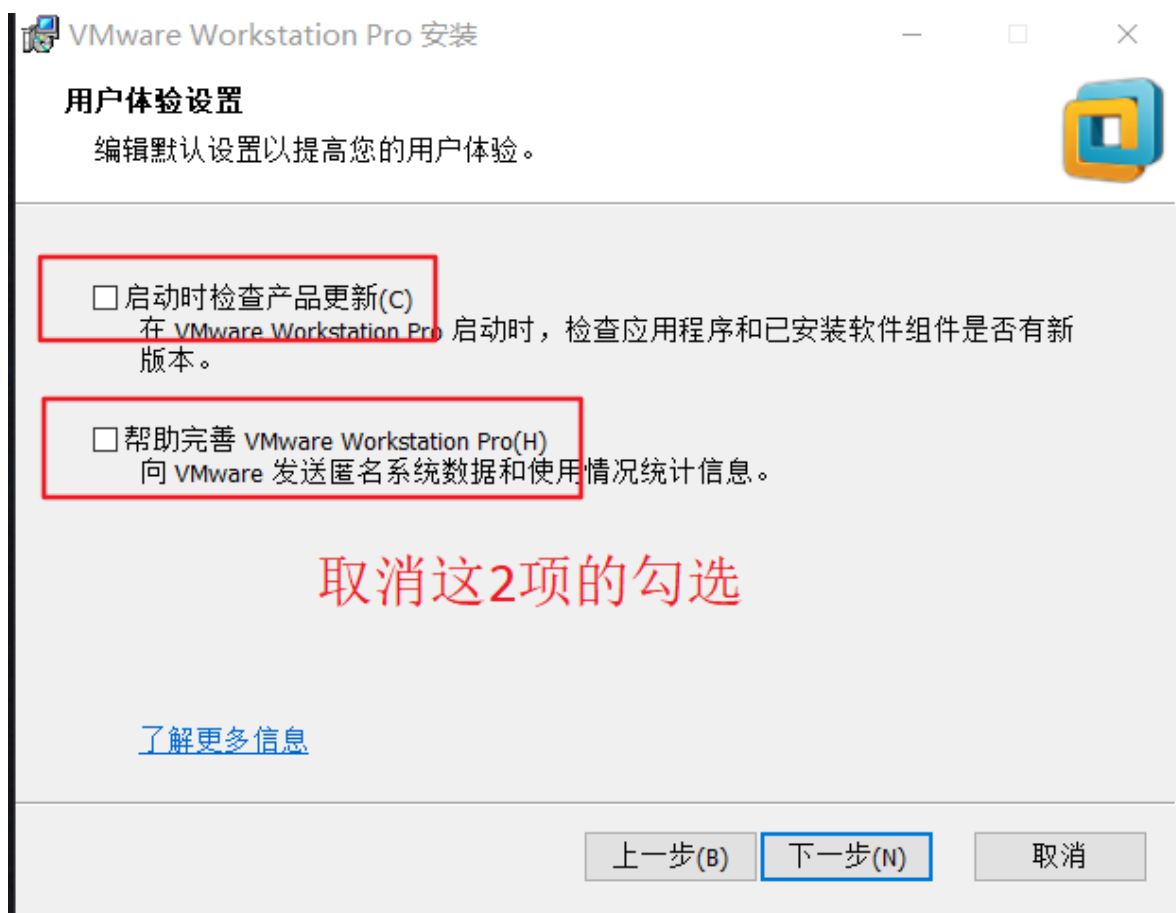 VMware Workstation Pro 安装
用户体验设置
编辑默认设置以提高您的用户体验。
启动时检查产品更新(C)
在 VMware Workstation Pro 启动时，检查应用程序和已安装软件组件是否有新
版本。
帮助完善 VMware Workstation Pro(H)
向 VMware 发送匿名系统数据和使用情况统计信息。
取消这2项的勾选
了解更多信息
上一步(B) 下一步(N) 取消